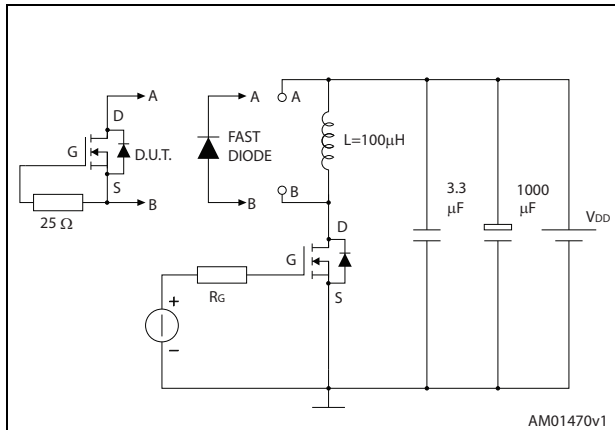 A
D
G
D.U.T.
S
B
25 Ω
A
FAST
DIODE
B
A
B
L=100µH
D
G
S
RG
+
–
3.3
µF
1000
µF
VDD
AM01470v1